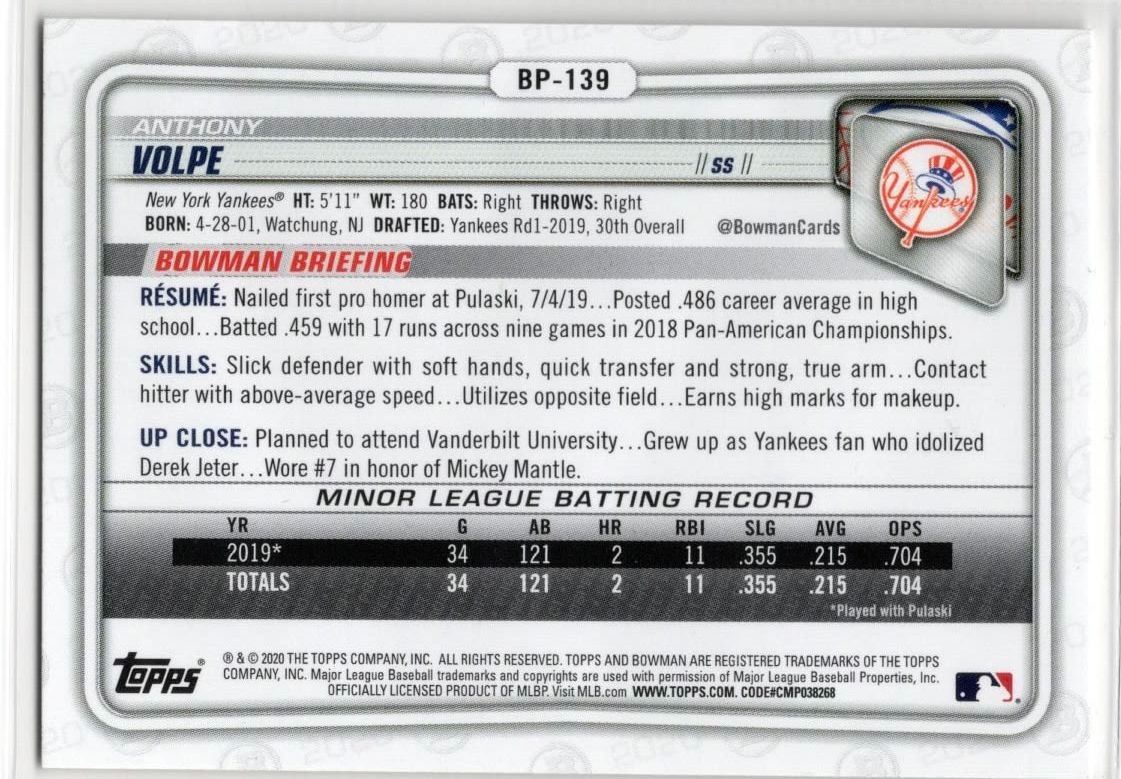 BP-139
ANTHONY
VOLPE // SS //
Yankees
New York Yankees® HT: 5'11" WT: 180 BATS: Right THROWS: Right
BORN: 4-28-01, Watchung, NJ DRAFTED: Yankees Rd1-2019, 30th Overall @BowmanCards
BOWMAN BRIEFING
RÉSUMÉ: Nailed first pro homer at Pulaski, 7/4/19...Posted .486 career average in high
school...Batted .459 with 17 runs across nine games in 2018 Pan-American Championships.
SKILLS: Slick defender with soft hands, quick transfer and strong, true arm...Contact
hitter with above-average speed...Utilizes opposite field...Earns high marks for makeup.
UP CLOSE: Planned to attend Vanderbilt University...Grew up as Yankees fan who idolized
Derek Jeter...Wore #7 in honor of Mickey Mantle.
MINOR LEAGUE BATTING RECORD
YR G AB HR RBI SLG AVG OPS
2019* 34 121 2 11 .355 .215 .704
TOTALS 34 121 2 11 .355 .215 .704
*Played with Pulaski
Topps®
® & © 2020 THE TOPPS COMPANY, INC. ALL RIGHTS RESERVED. TOPPS AND BOWMAN ARE REGISTERED TRADEMARKS OF THE TOPPS
COMPANY, INC. Major League Baseball trademarks and copyrights are used with permission of Major League Baseball Properties, Inc.
OFFICIALLY LICENSED PRODUCT OF MLBP. Visit MLB.com WWW.TOPPS.COM. CODE#CMP038268